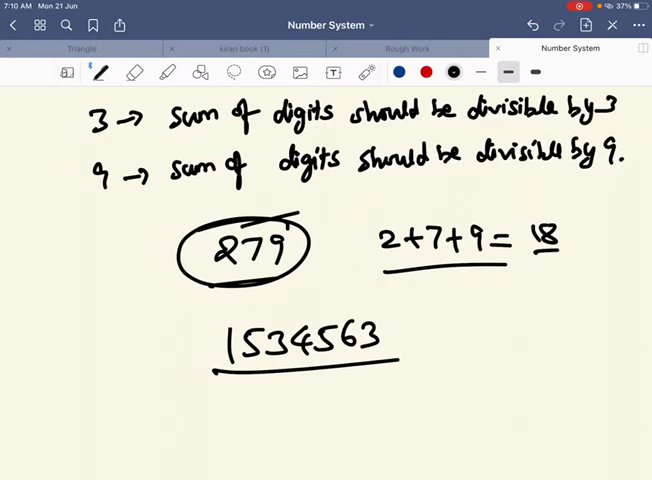 7:10 AM Mon 21 Jun
37%
Number System
Triangle
kiran book (1)
Rough Work
Number System
3 → sum of digits should be divisible by 3
9 → sum of digits should be divisible by 9.
279 2+7+9 = 18
1534563